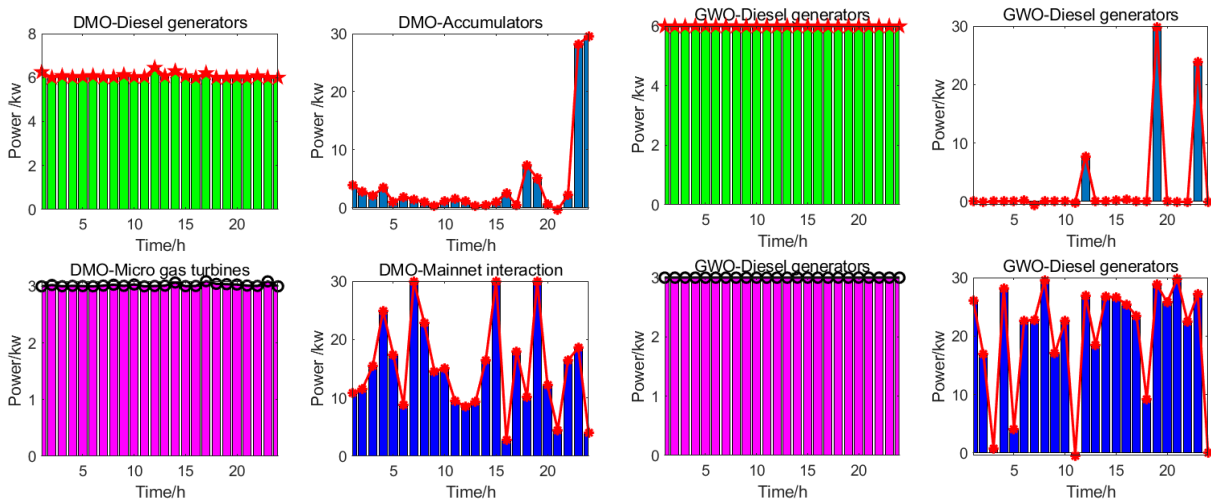 DMO-Diesel generators
Power /kw
8
6
4
2
0
5
10
15
20
Time/h
DMO-Accumulators
Power /kw
30
20
10
0
5
10
15
20
Time/h
GWO-Diesel generators
Power /kw
6
4
2
0
5
10
15
20
Time/h
GWO-Diesel generators
Power/kw
30
20
10
0
5
10
15
20
Time/h
DMO-Micro gas turbines
Power/kw
3
2
1
0
5
10
15
20
Time/h
DMO-Mainnet interaction
Power /kw
30
20
10
0
5
10
15
20
Time/h
GWO-Diesel generators
Power/kw
3
2
1
0
5
10
15
20
Time/h
GWO-Diesel generators
Power/kw
30
20
10
0
5
10
15
20
Time/h